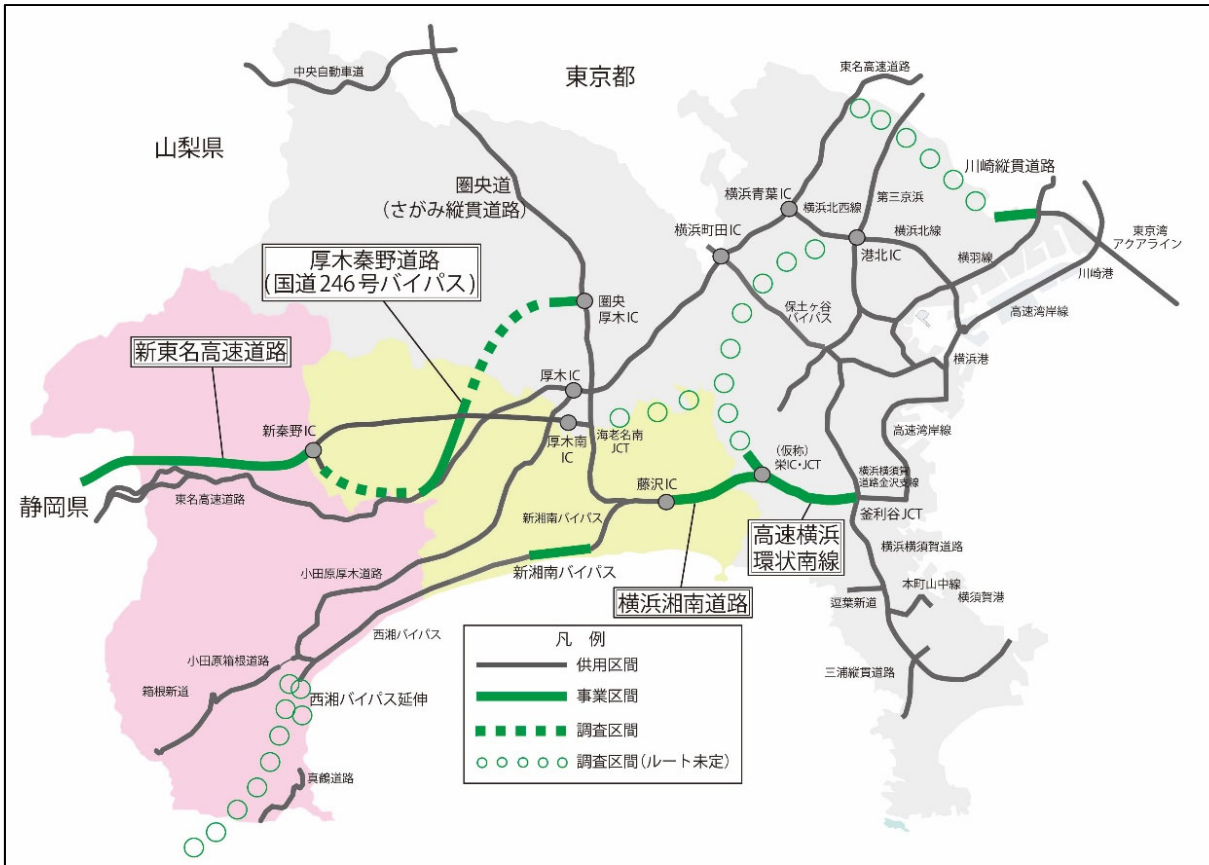 中央自動車道
東京都
東名高速道路
山梨県
川崎縦貫道路
圏央道
(さがみ縦貫道路)
横浜青葉IC
横浜北西線
第三京浜
横浜町田IC
横浜北線
港北IC
横羽線
東京湾
アクアライン
川崎港
厚木秦野道路
(国道246号バイパス)
圏央
厚木IC
保土ヶ谷
バイパス
高速湾岸線
横浜港
新東名高速道路
厚木IC
新秦野IC
厚木南
IC
海老名南
JCT
高速湾岸線
(仮称)
栄IC・JCT
横浜横須賀
道路金沢支線
静岡県
東名高速道路
藤沢IC
釜利谷JCT
新湘南バイパス
高速横浜
環状南線
横浜横須賀道路
小田原厚木道路
新湘南バイパス
横浜湘南道路
本町山中線
横須賀港
逗葉新道
西湘バイパス
凡 例
供用区間
事業区間
調査区間
調査区間(ルート未定)
小田原箱根道路
箱根新道
西湘バイパス延伸
三浦縦貫道路
真鶴道路